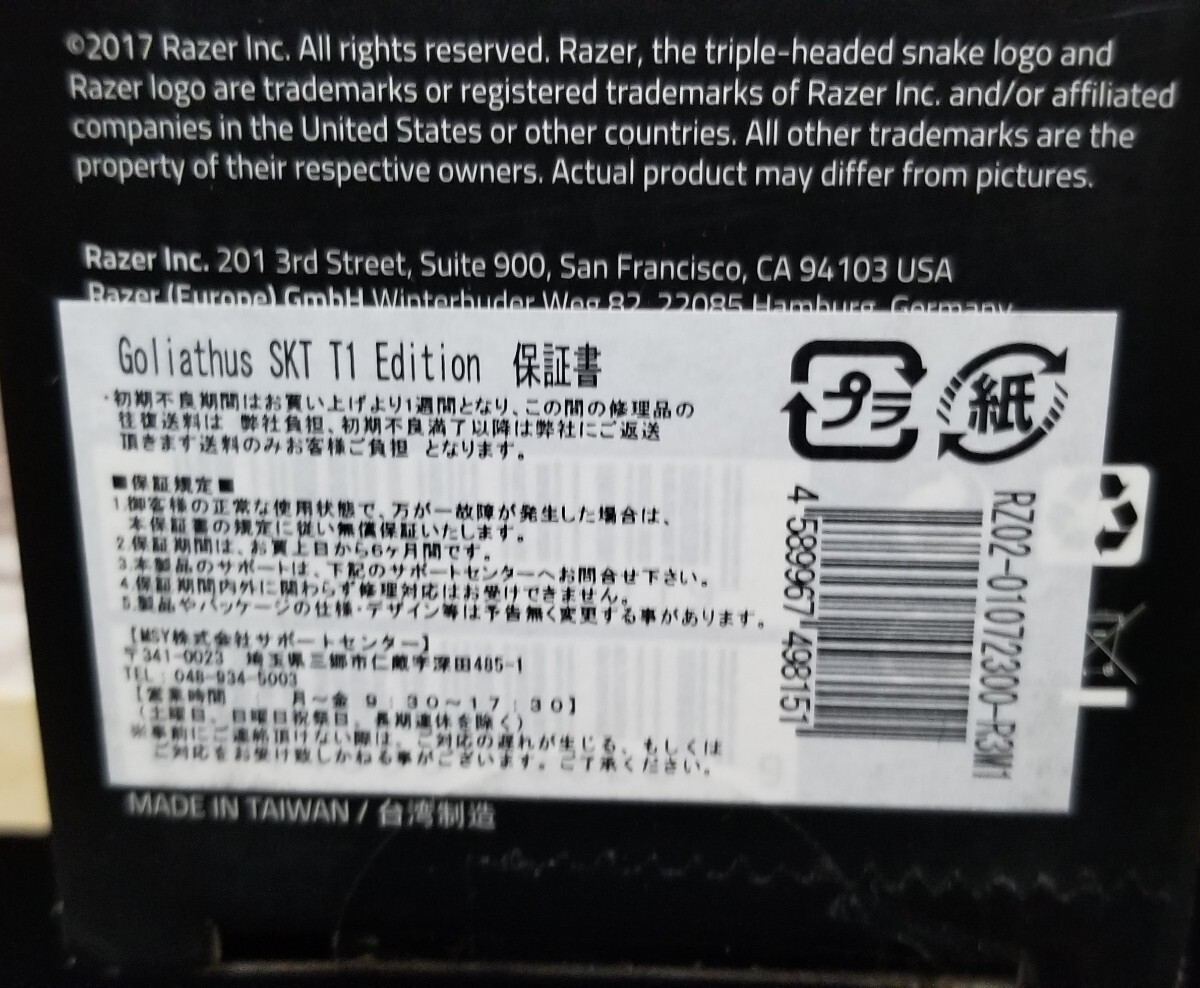 ©2017 Razer Inc. All rights reserved. Razer, the triple-headed snake logo and
Razer logo are trademarks or registered trademarks of Razer Inc. and/or affiliated
companies in the United States or other countries. All other trademarks are the
property of their respective owners. Actual product may differ from pictures.
Razer Inc. 201 3rd Street, Suite 900, San Francisco, CA 94103 USA
Razer (Europe) GmbH Winterhuder Weg 82, 22085 Hamburg, Germany
Goliathus SKT T1 Edition 保証書
・初期不良期間はお買い上げより1週間となり、この間の修理品の
往復送料は 弊社負担、初期不良満了以降は弊社にご返送
頂きます送料のみお客様ご負担 となります。
■保証規定■
1.御客様の正常な使用状態で、万が一故障が発生した場合は、
本保証書の規定に従い無償保証いたします。
2.保証期間は、お買上日から6ヶ月間です。
3.本製品のサポートは、下記のサポートセンターへお問合せ下さい。
4.保証期間内外に関わらず修理対応はお受けできません。
5.製品やパッケージの仕様・デザイン等は予告無く変更する事があります。
【MSY株式会社サポートセンター】
〒341-0023 埼玉県三郷市仁蔵字深田485-1
TEL：048-934-5003
【営業時間 ： 月～金 9：30～17：30】
（土曜日、日曜日祝祭日、長期連休を除く）
※事前にご連絡頂けない際は、ご対応の遅れが生じる、もしくは
ご対応をお受け致しかねる事がございます。ご了承ください。
プラ
紙
4 589967 498151
RZ02-01072300-R3M1
MADE IN TAIWAN / 台湾制造